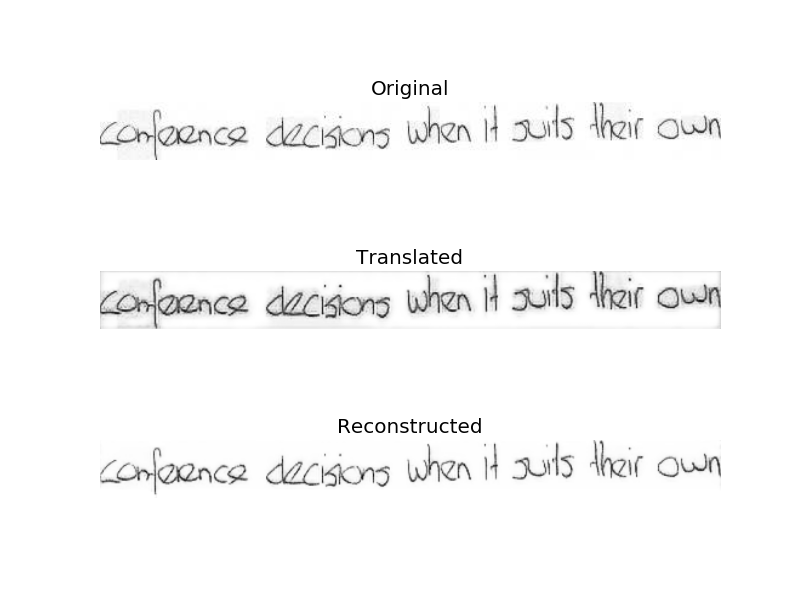 Original
conference decisions when it suits their own
Translated
conference decisions when it suits their own
Reconstructed
conference decisions when it suits their own